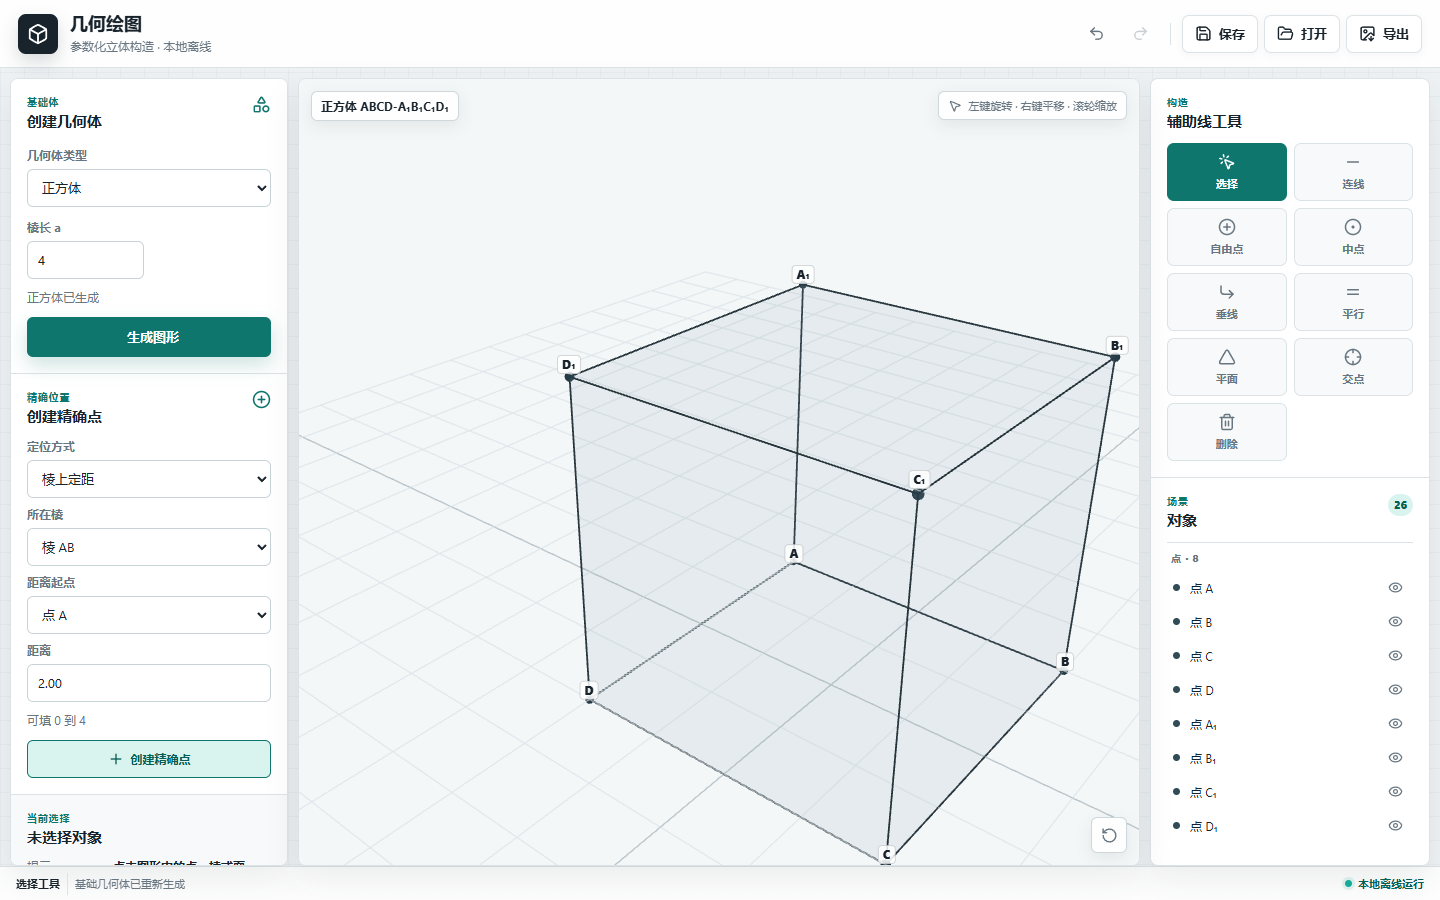 几何绘图
参数化立体构造 · 本地离线
保存
打开
导出
基础体
创建几何体
几何体类型
正方体
棱长 a
4
正方体已生成
生成图形
精确位置
创建精确点
定位方式
棱上定距
所在棱
棱 AB
距离起点
点 A
距离
2.00
可填 0 到 4
创建精确点
当前选择
未选择对象
正方体 ABCD-A₁B₁C₁D₁
左键旋转 · 右键平移 · 滚轮缩放
A₁
B₁
D₁
C₁
A
B
D
C
构造
辅助线工具
选择
连线
自由点
中点
垂线
平行
平面
交点
删除
场景
对象
26
点 · 8
点 A
点 B
点 C
点 D
点 A₁
点 B₁
点 C₁
点 D₁
选择工具
基础几何体已重新生成
本地离线运行